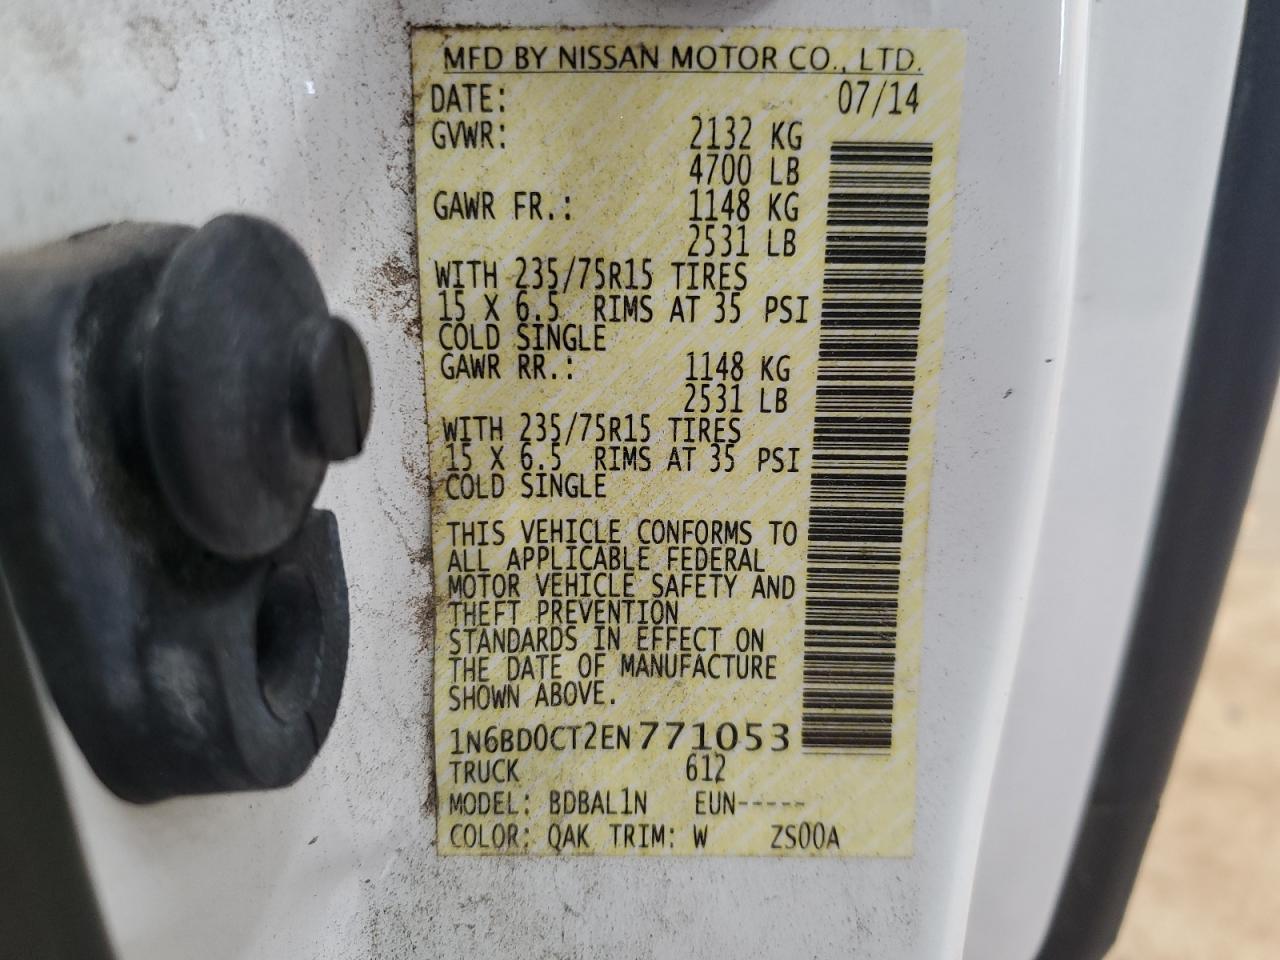 MFD BY NISSAN MOTOR CO., LTD.
DATE: 07/14
GVWR: 2132 KG
4700 LB
GAWR FR.: 1148 KG
2531 LB
WITH 235/75R15 TIRES
15 X 6.5 RIMS AT 35 PSI
COLD SINGLE
GAWR RR.: 1148 KG
2531 LB
WITH 235/75R15 TIRES
15 X 6.5 RIMS AT 35 PSI
COLD SINGLE
THIS VEHICLE CONFORMS TO
ALL APPLICABLE FEDERAL
MOTOR VEHICLE SAFETY AND
THEFT PREVENTION
STANDARDS IN EFFECT ON
THE DATE OF MANUFACTURE
SHOWN ABOVE.
1N6BD0CT2EN771053
TRUCK 612
MODEL: BDBAL1N EUN-----
COLOR: QAK TRIM: W ZS00A